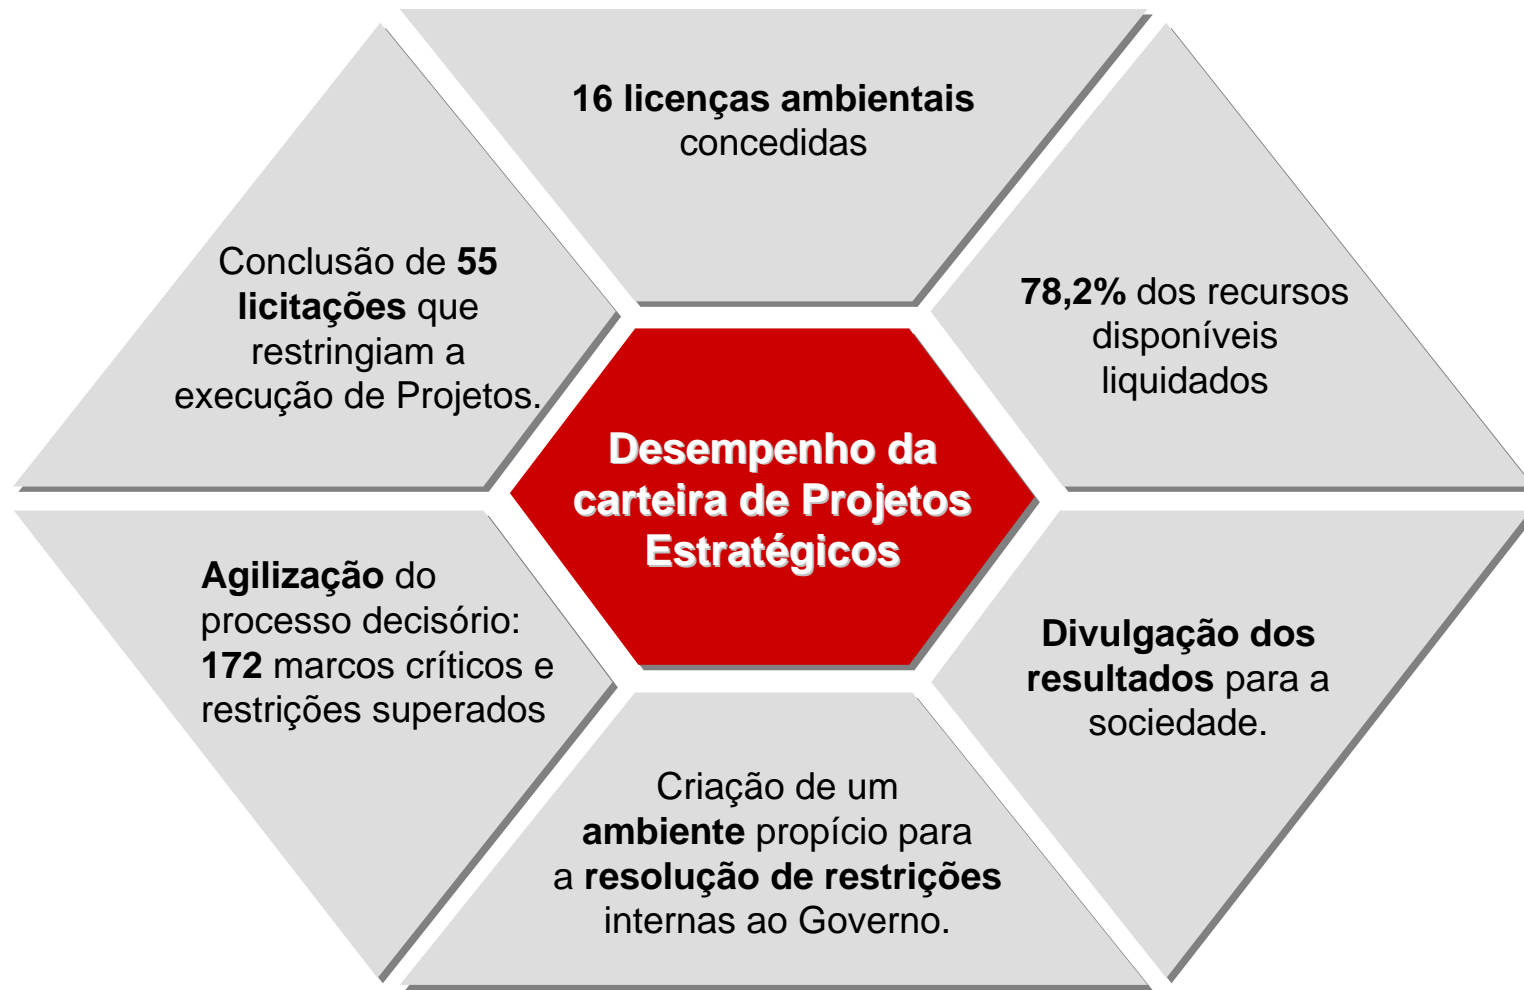 16 licenças ambientais
concedidas
Conclusão de 55
licitações que
restringiam a
execução de Projetos.
78,2% dos recursos
disponíveis
liquidados
Desempenho da
carteira de Projetos
Estratégicos
Agilização do
processo decisório:
172 marcos críticos e
restrições superados
Divulgação dos
resultados para a
sociedade.
Criação de um
ambiente propício para
a resolução de restrições
internas ao Governo.